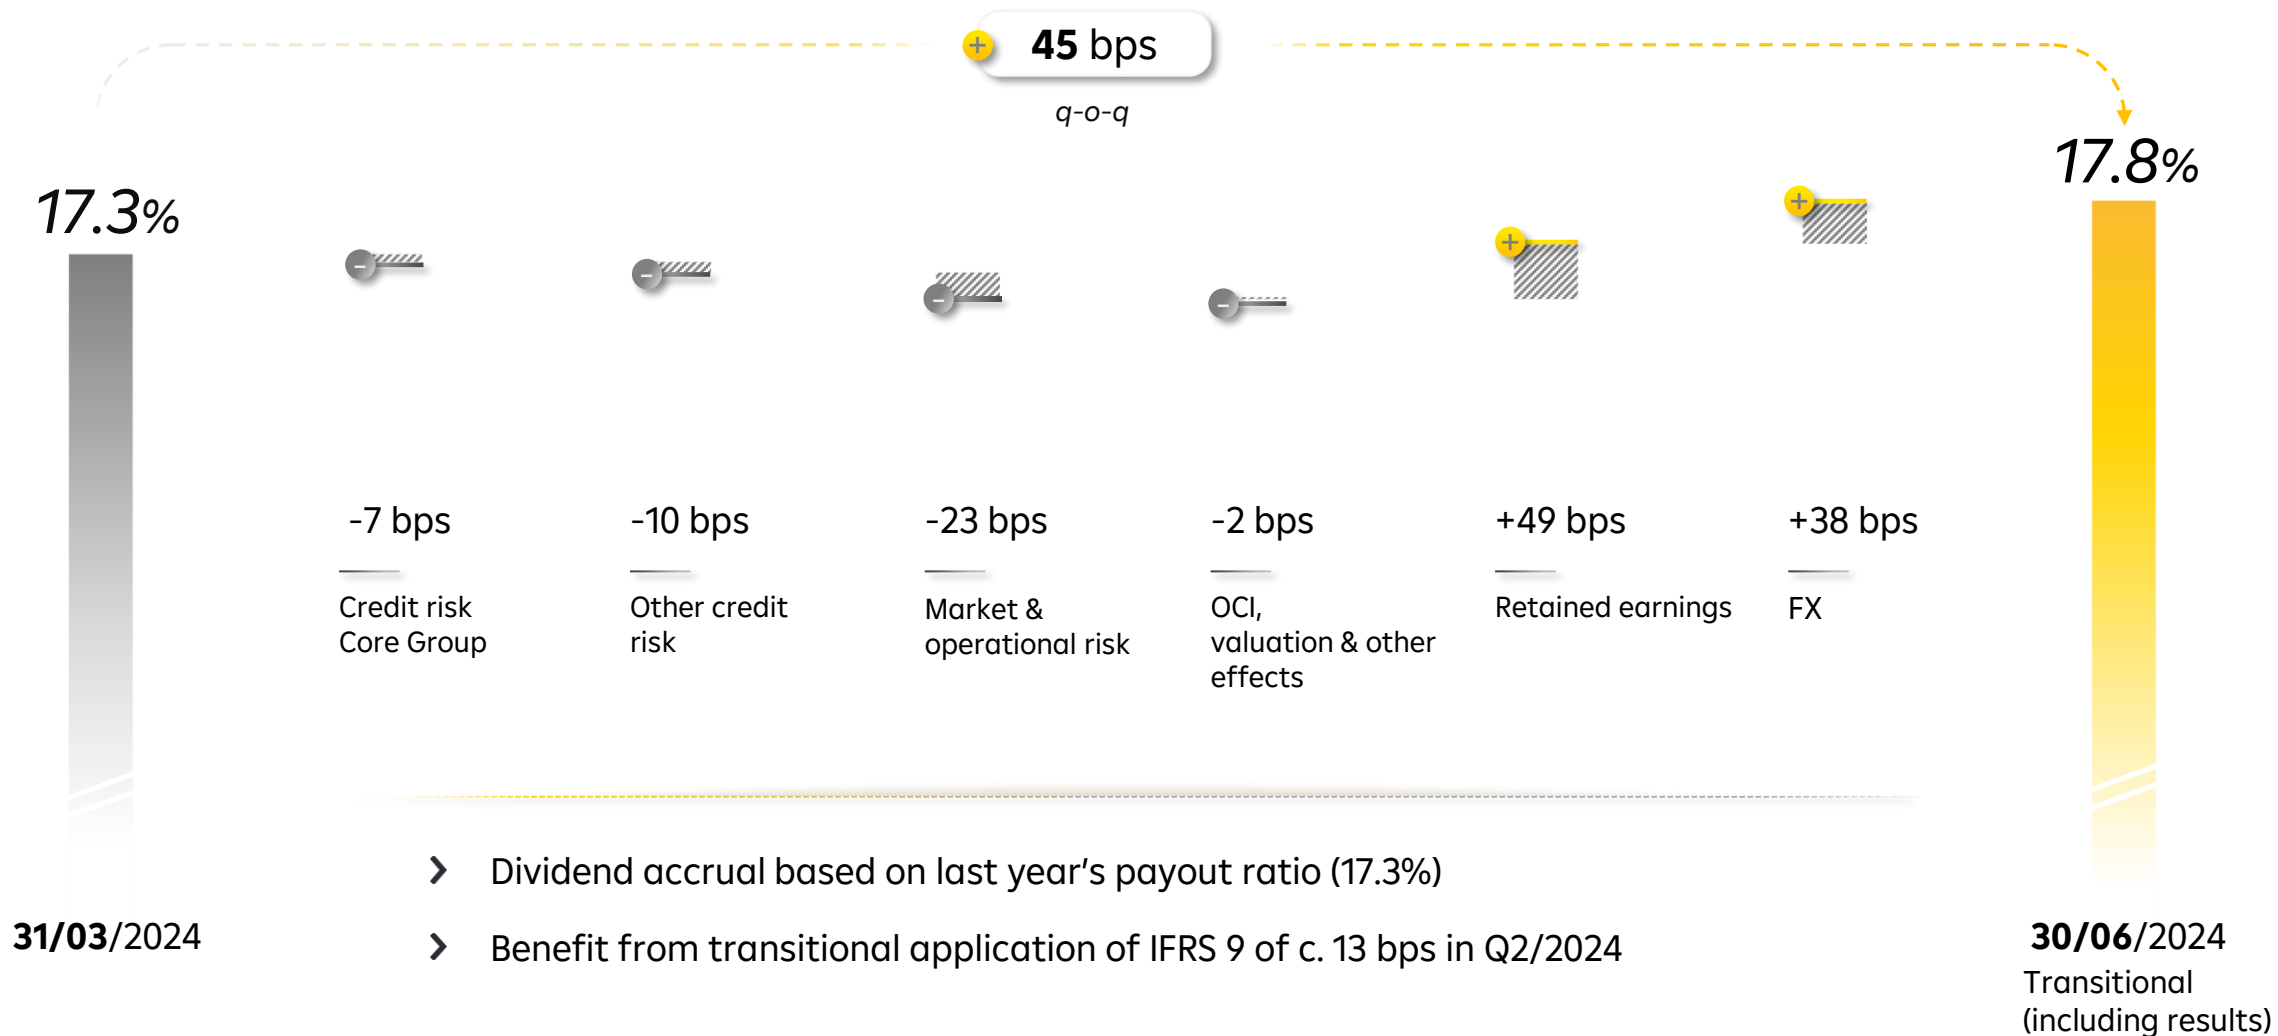 + 45 bps
q-o-q
17.3%
17.8%
-7 bps
Credit risk
Core Group
-10 bps
Other credit
risk
-23 bps
Market &
operational risk
-2 bps
OCI,
valuation & other
effects
+49 bps
Retained earnings
+38 bps
FX
Dividend accrual based on last year's payout ratio (17.3%)
Benefit from transitional application of IFRS 9 of c. 13 bps in Q2/2024
31/03/2024
30/06/2024
Transitional
(including results)